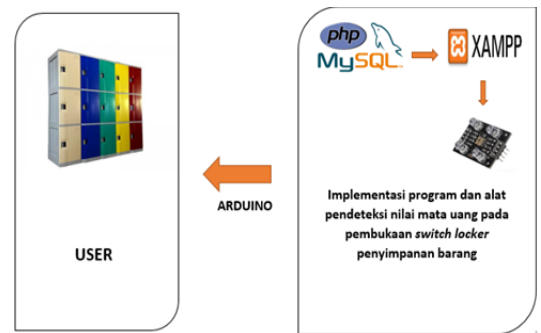 USER
ARDUINO
php
MySQL
XAMPP
Implementasi program dan alat
pendeteksi nilai mata uang pada
pembukaan switch locker
penyimpanan barang